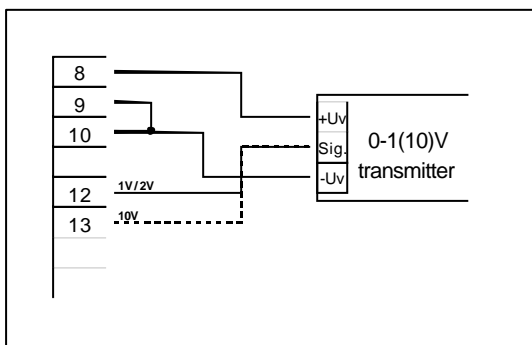 8
9
10
12
13
1V/2V
10V
+Uv
Sig.
-Uv
0-1(10)V
transmitter